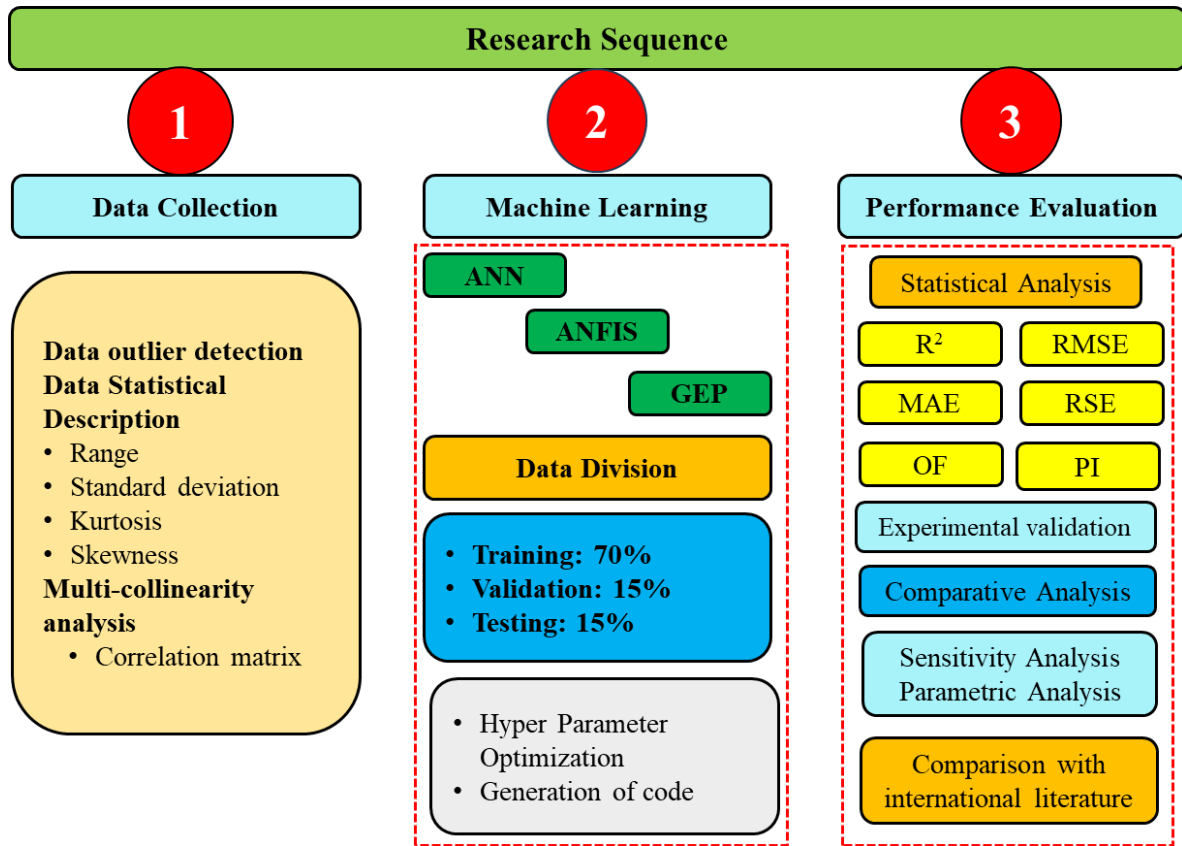 Research Sequence
1
Data Collection
Data outlier detection
Data Statistical
Description
• Range
• Standard deviation
• Kurtosis
• Skewness
Multi-collinearity
analysis
• Correlation matrix
2
Machine Learning
ANN
ANFIS
GEP
Data Division
• Training: 70%
• Validation: 15%
• Testing: 15%
• Hyper Parameter
Optimization
• Generation of code
3
Performance Evaluation
Statistical Analysis
R²
RMSE
MAE
RSE
OF
PI
Experimental validation
Comparative Analysis
Sensitivity Analysis
Parametric Analysis
Comparison with
international literature